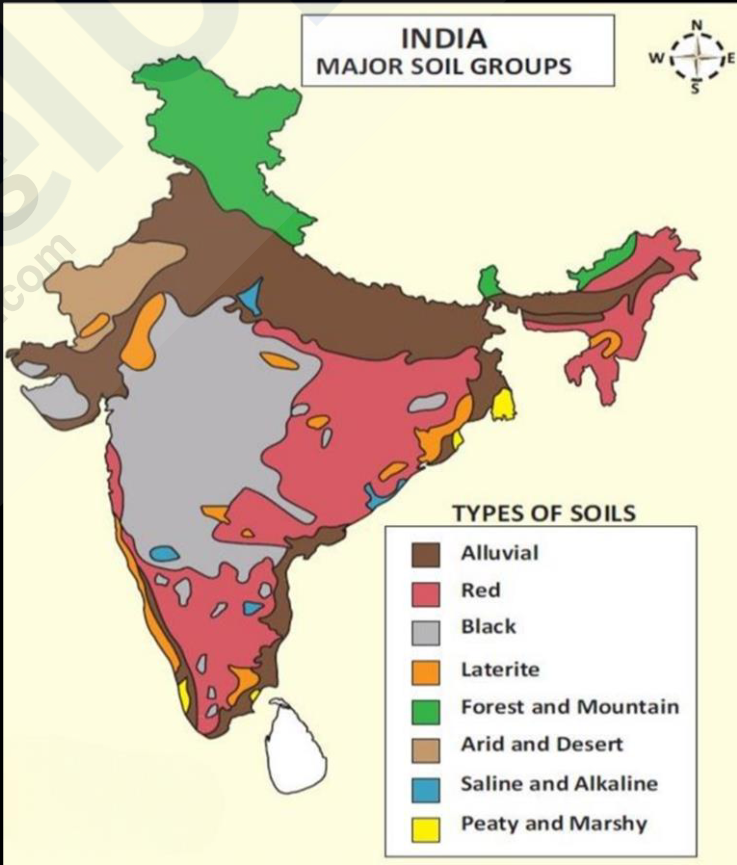 INDIA
MAJOR SOIL GROUPS
N
W E
S
.com
TYPES OF SOILS
Alluvial
Red
Black
Laterite
Forest and Mountain
Arid and Desert
Saline and Alkaline
Peaty and Marshy